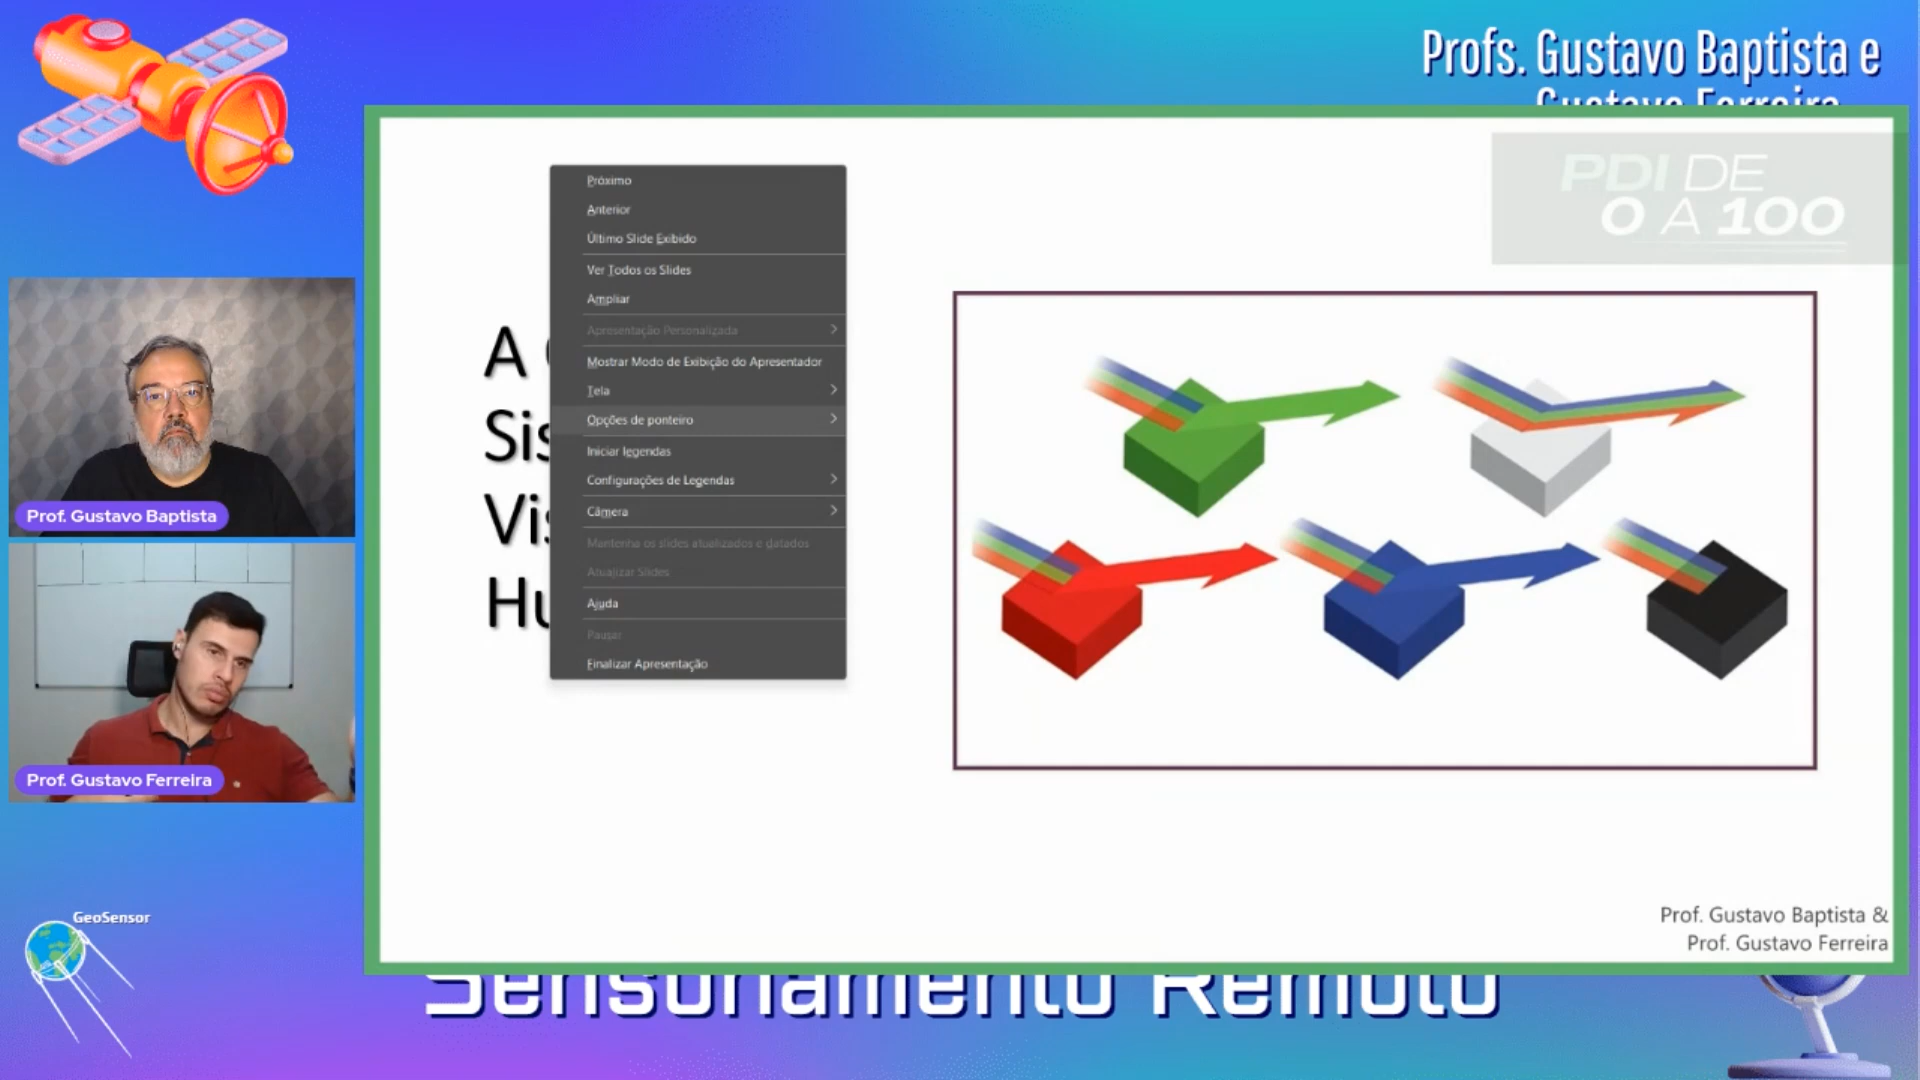 Profs. Gustavo Baptista e
Gustavo Ferreira
PDI DE
0 A 100
A
Sis
Vis
Hu
Próximo
Anterior
Último Slide Exibido
Ver Todos os Slides
Ampliar
Apresentação Personalizada
Mostrar Modo de Exibição do Apresentador
Tela
Opções de ponteiro
Iniciar legendas
Configurações de Legendas
Câmera
Mantenha os slides atualizados e datados
Atualizar Slides
Ajuda
Pausar
Finalizar Apresentação
Prof. Gustavo Baptista
Prof. Gustavo Ferreira
GeoSensor
Prof. Gustavo Baptista &
Prof. Gustavo Ferreira
Sensoriamento Remoto